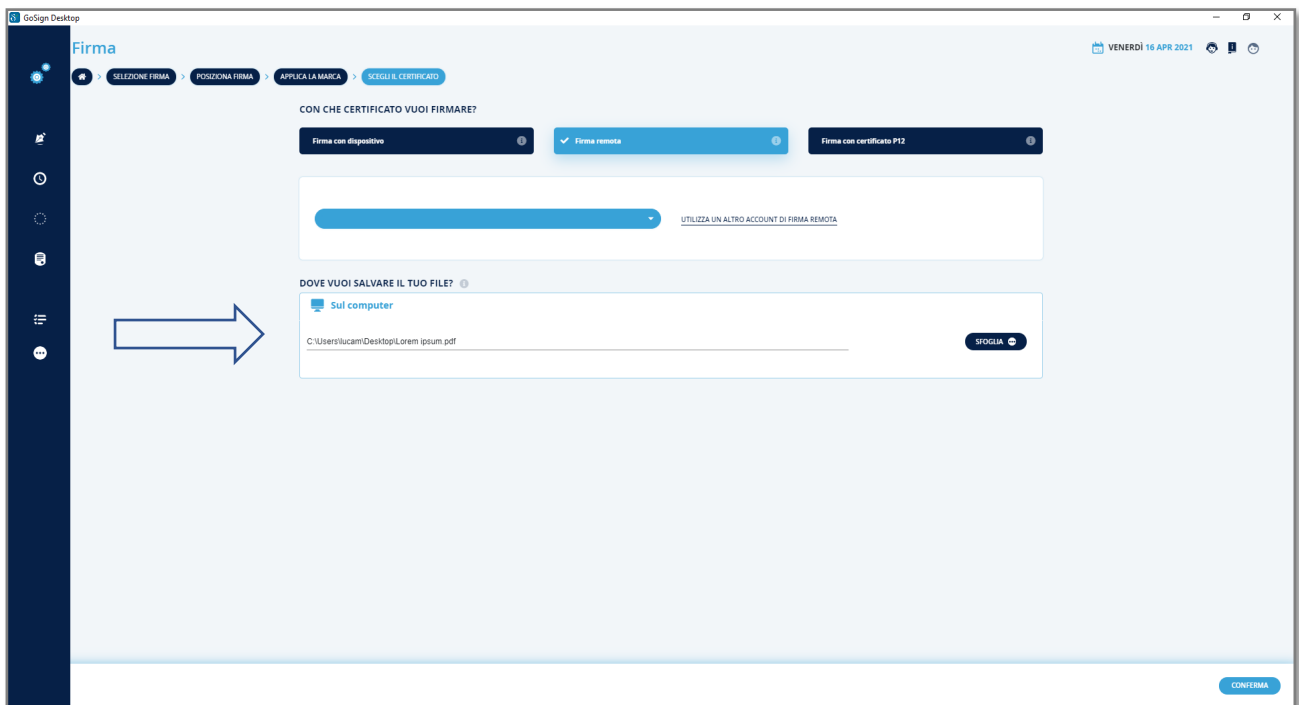 GoSign Desktop
Firma
VENERDÌ 16 APR 2021
SELEZIONE FIRMA > POSIZIONA FIRMA > APPLICA LA MARCA > SCEGLI IL CERTIFICATO
CON CHE CERTIFICATO VUOI FIRMARE?
Firma con dispositivo
Firma remota
Firma con certificato P12
UTILIZZA UN ALTRO ACCOUNT DI FIRMA REMOTA
DOVE VUOI SALVARE IL TUO FILE?
Sul computer
C:\Users\lucam\Desktop\Lorem ipsum.pdf
SFOGLIA
CONFERMA